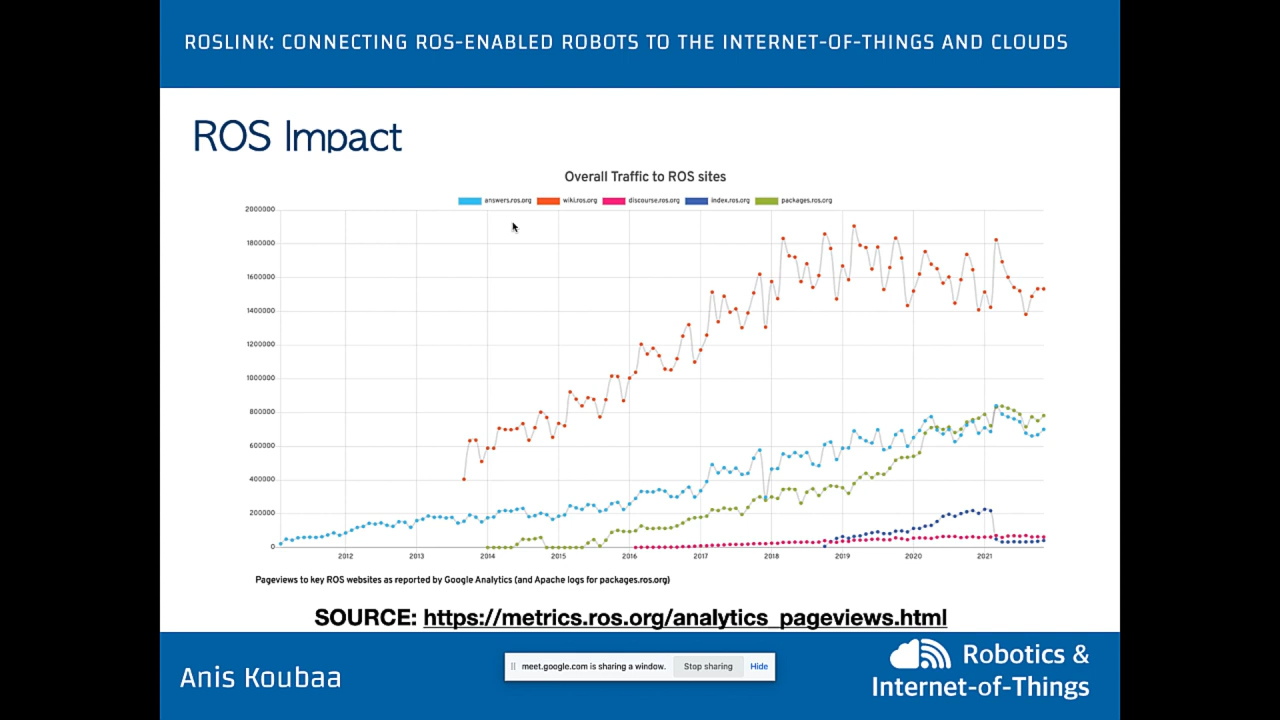 ROSLINK: CONNECTING ROS-ENABLED ROBOTS TO THE INTERNET-OF-THINGS AND CLOUDS
ROS Impact
Overall Traffic to ROS sites
answers.ros.org wiki.ros.org discourse.ros.org index.ros.org packages.ros.org
2000000
1800000
1600000
1400000
1200000
1000000
800000
600000
400000
200000
0
2012 2013 2014 2015 2016 2017 2018 2019 2020 2021
Pageviews to key ROS websites as reported by Google Analytics (and Apache logs for packages.ros.org)
SOURCE: https://metrics.ros.org/analytics_pageviews.html
Anis Koubaa
meet.google.com is sharing a window. Stop sharing Hide
Robotics &
Internet-of-Things